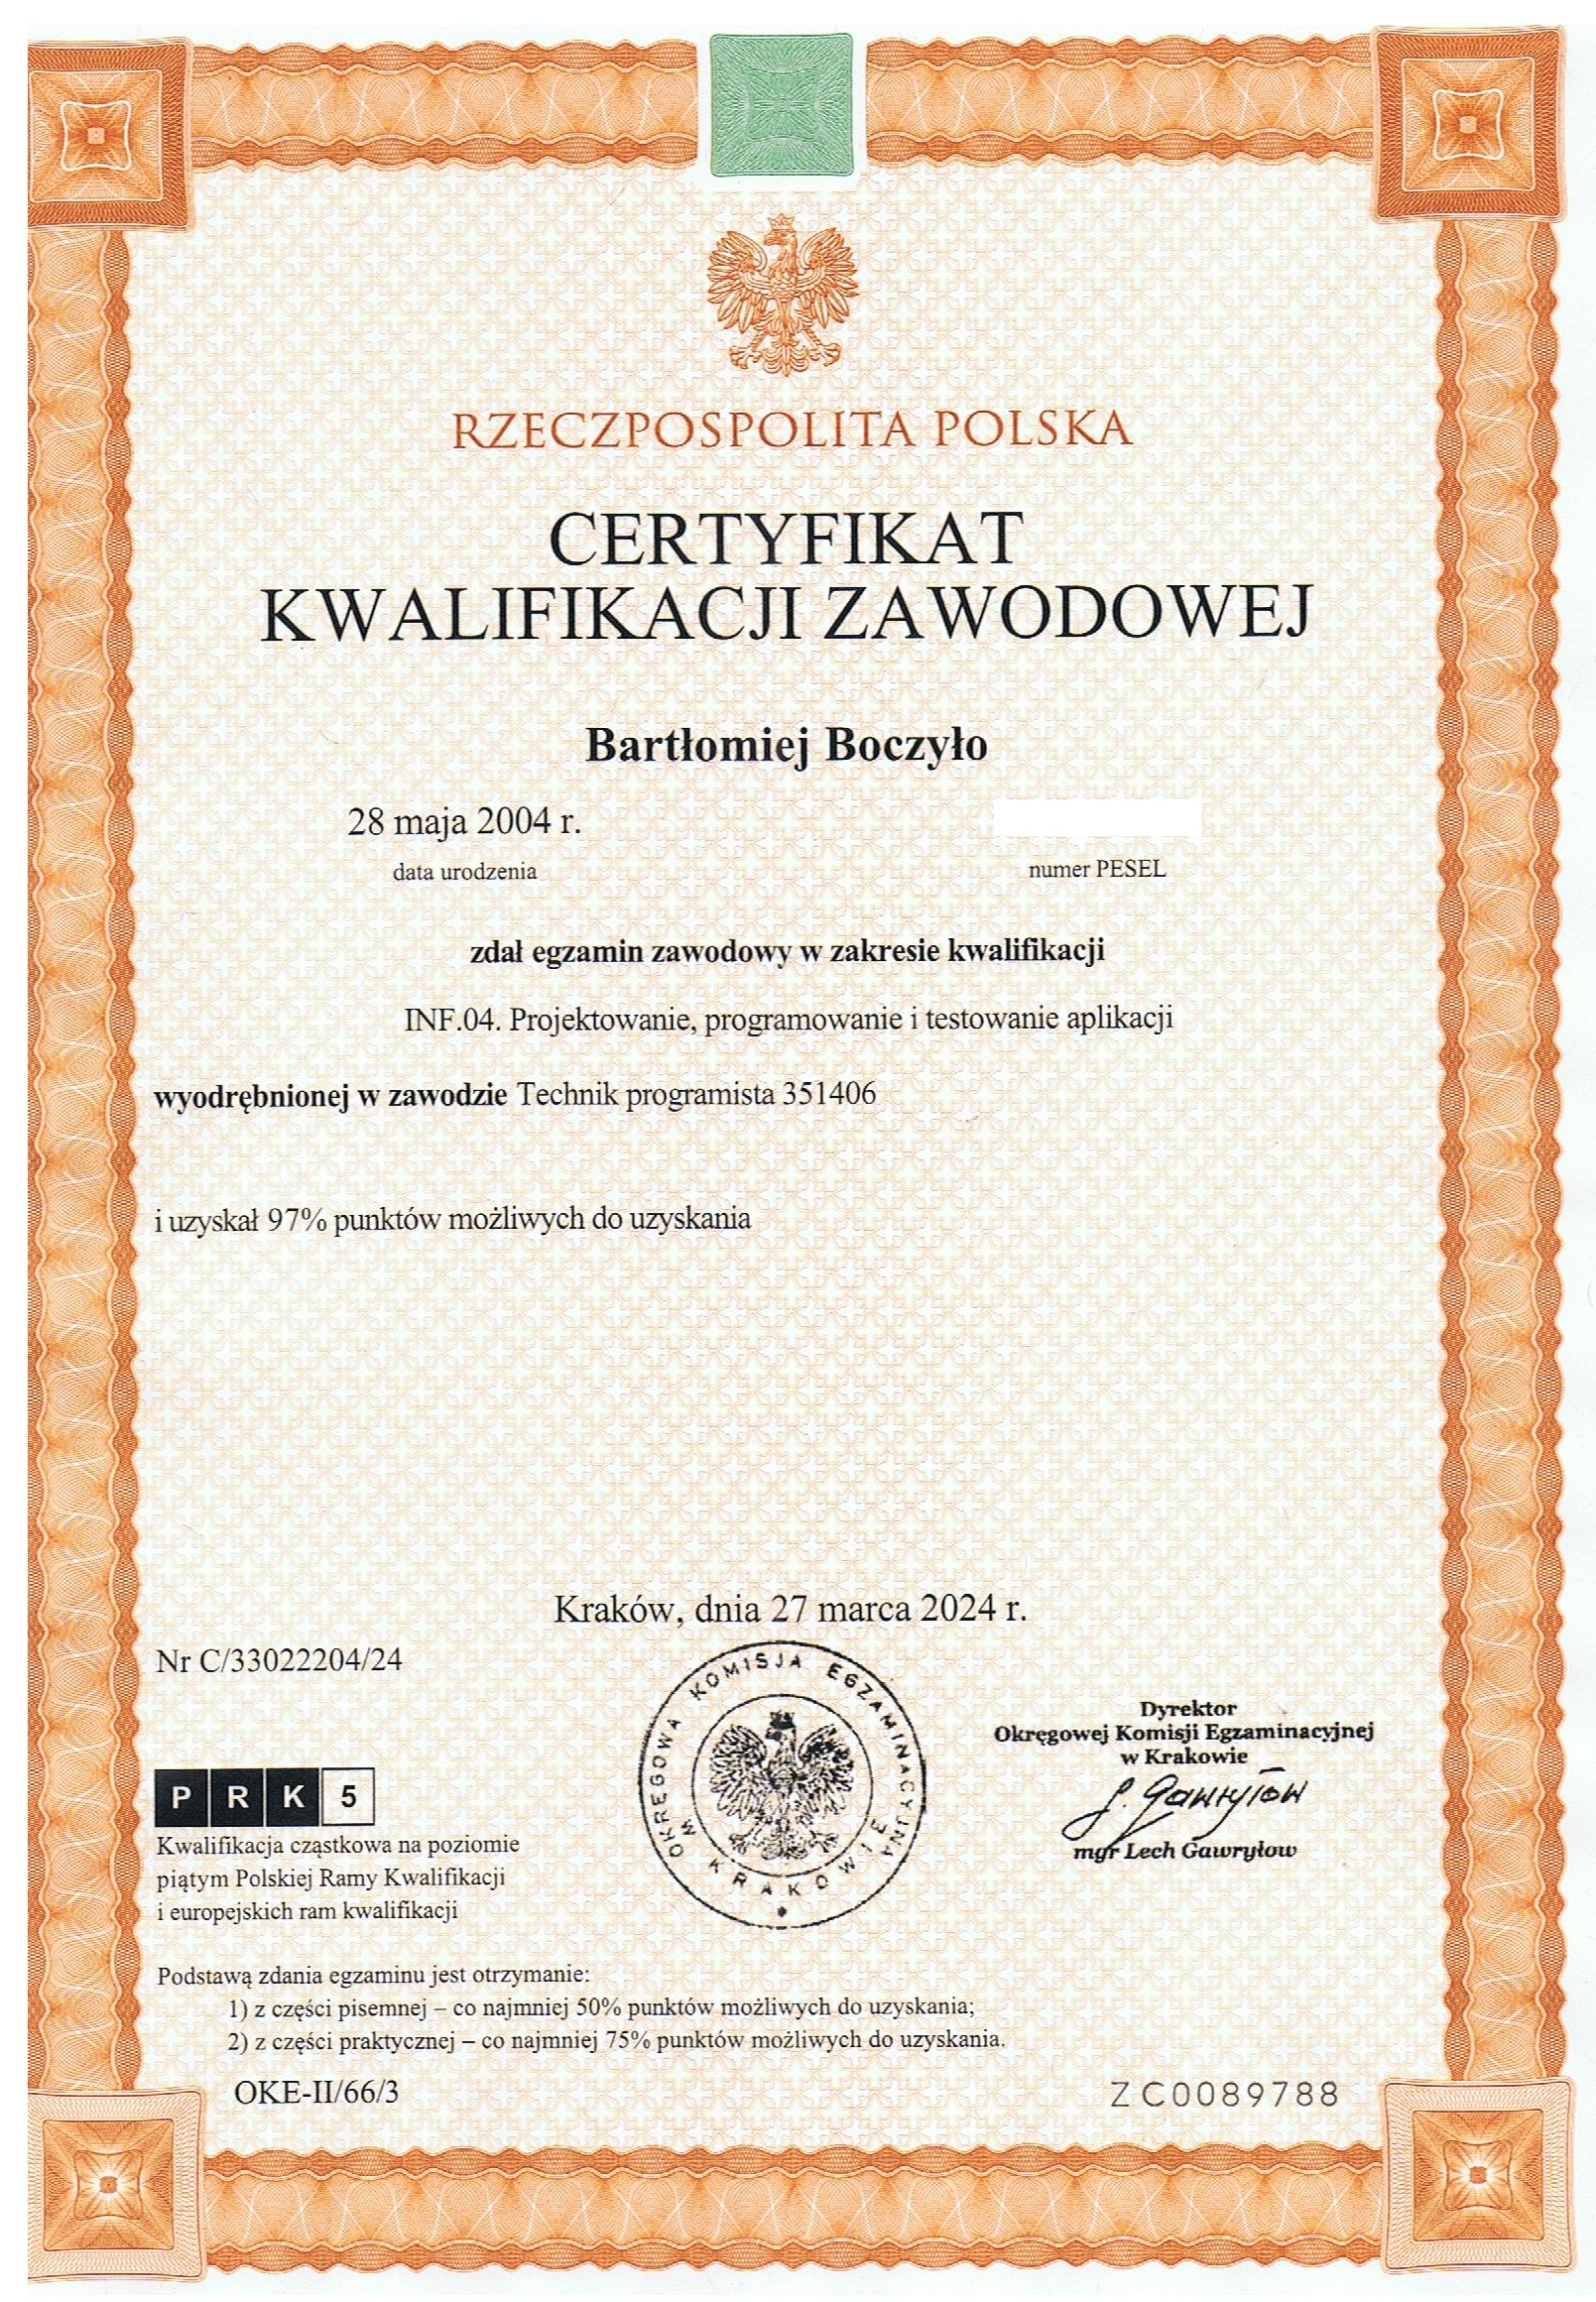 RZECZPOSPOLITA POLSKA
CERTYFIKAT
KWALIFIKACJI ZAWODOWEJ
Bartłomiej Boczyło
28 maja 2004 r.
data urodzenia
numer PESEL
zdał egzamin zawodowy w zakresie kwalifikacji
INF.04. Projektowanie, programowanie i testowanie aplikacji
wyodrębnionej w zawodzie Technik programista 351406
i uzyskał 97% punktów możliwych do uzyskania
Kraków, dnia 27 marca 2024 r.
Nr C/33022204/24
OKRĘGOWA KOMISJA EGZAMINACYJNA
W KRAKOWIE
Dyrektor
Okręgowej Komisji Egzaminacyjnej
w Krakowie
L. Gawryłow
mgr Lech Gawryłow
PRK5
Kwalifikacja cząstkowa na poziomie
piątym Polskiej Ramy Kwalifikacji
i europejskich ram kwalifikacji
Podstawą zdania egzaminu jest otrzymanie:
1) z części pisemnej – co najmniej 50% punktów możliwych do uzyskania;
2) z części praktycznej – co najmniej 75% punktów możliwych do uzyskania.
OKE-II/66/3
Z C0089788